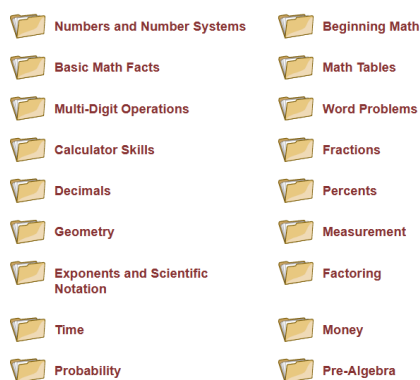 Numbers and Number Systems
Beginning Math
Basic Math Facts
Math Tables
Multi-Digit Operations
Word Problems
Calculator Skills
Fractions
Decimals
Percents
Geometry
Measurement
Exponents and Scientific
Notation
Factoring
Time
Money
Probability
Pre-Algebra